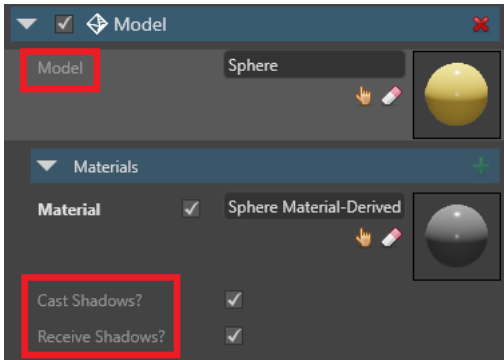 Model
Model
Sphere
Materials
Material
Sphere Material-Derived
Cast Shadows?
Receive Shadows?